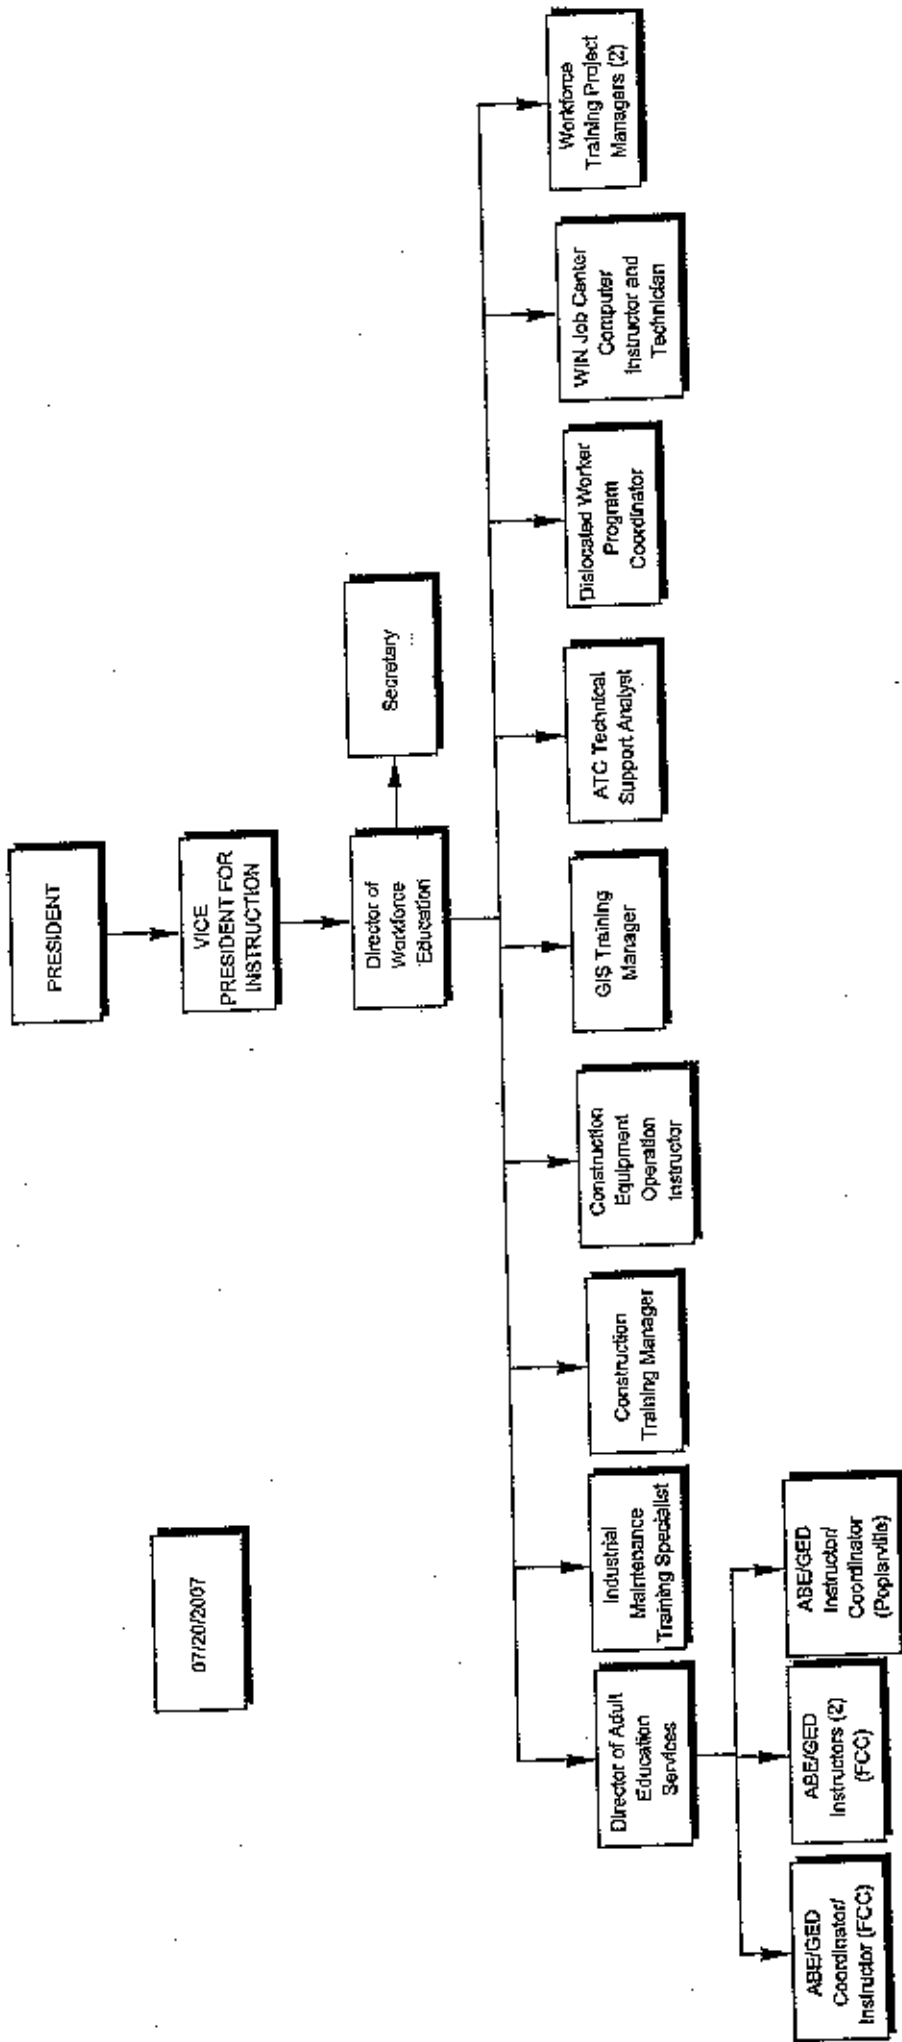 PRESIDENT
VICE
PRESIDENT FOR
INSTRUCTION
07/20/2007
Director of
Workforce
Education
Secretary
...
Director of Adult
Education
Services
Industrial
Maintenance
Training Specialist
Construction
Training Manager
Construction
Equipment
Operation
Instructor
GIS Training
Manager
ATC Technical
Support Analyst
Dislocated Worker
Program
Coordinator
WIN Job Center
Computer
Instructor and
Technician
Workforce
Training Project
Managers (2)
ABE/GED
Coordinator/
Instructor (FCC)
ABE/GED
Instructors (2)
(FCC)
ABE/GED
Instructor/
Coordinator
(Poplarville)